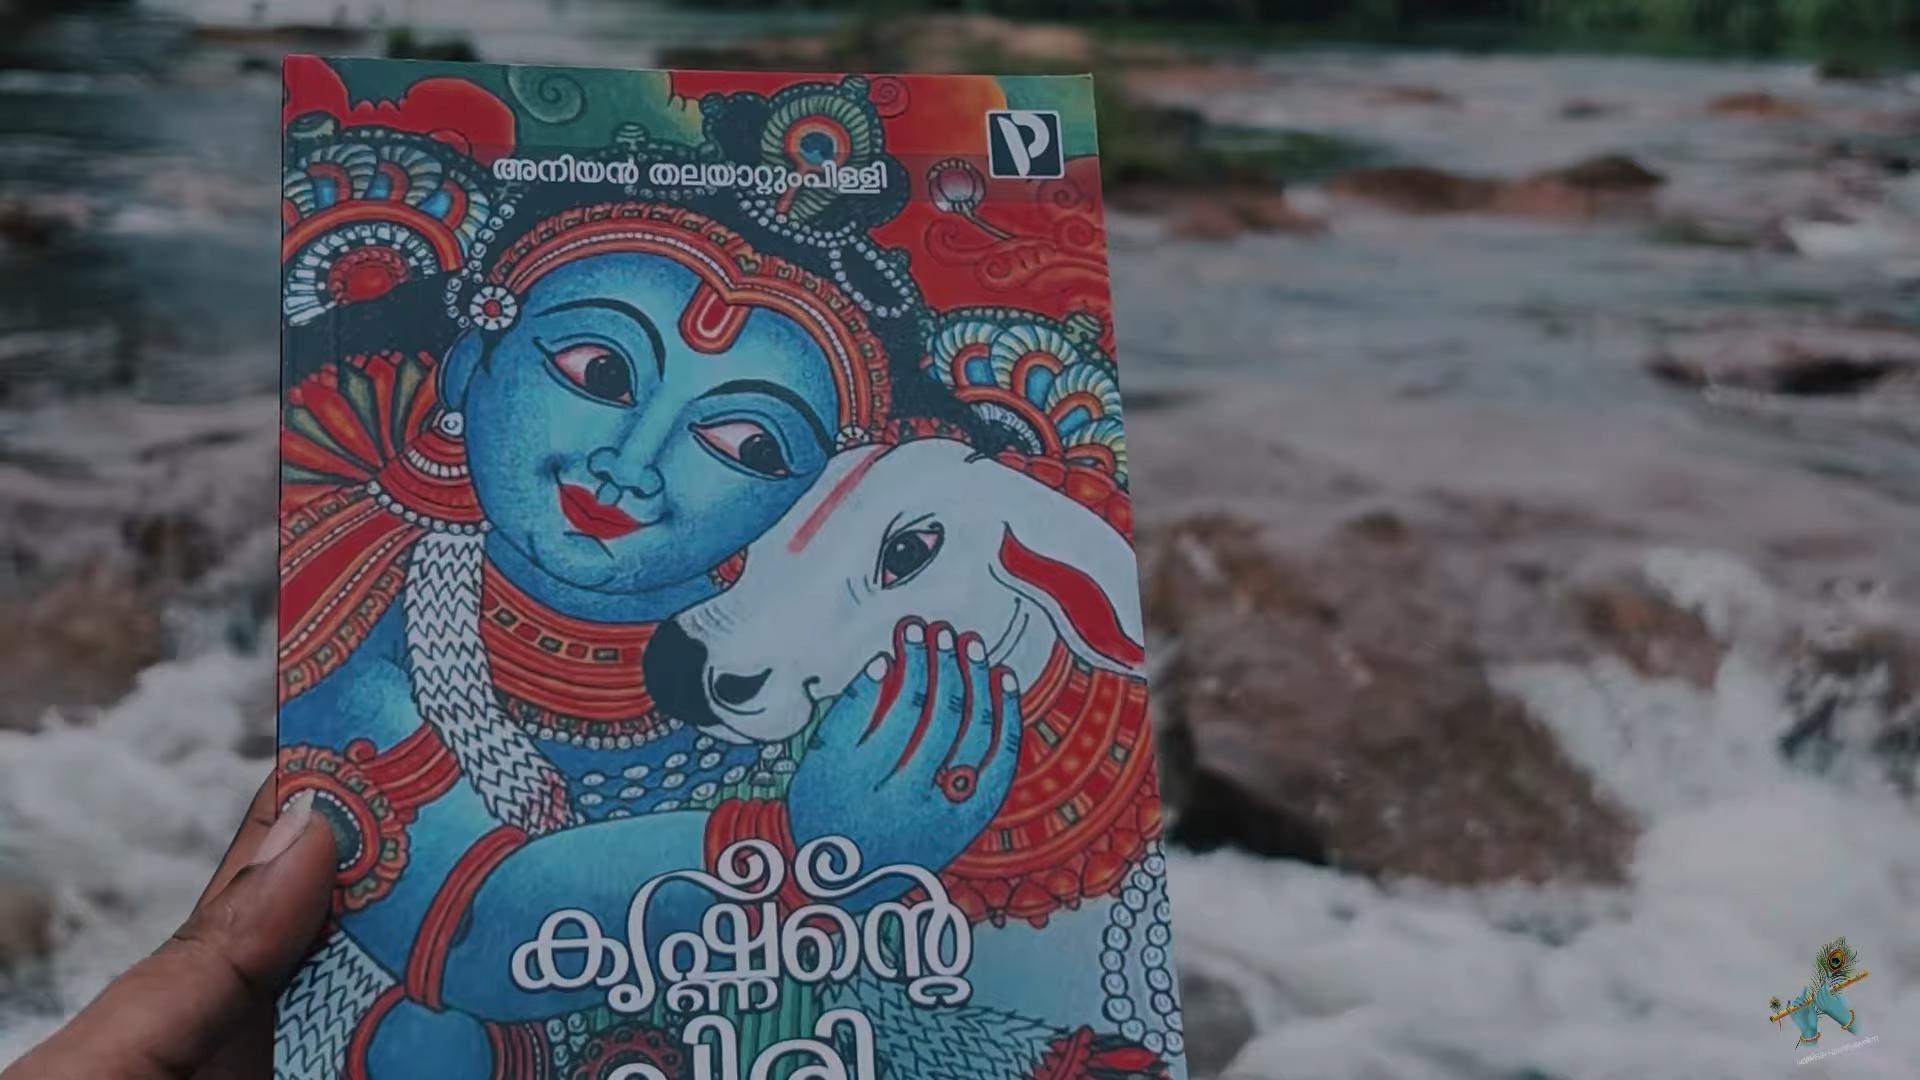 അനിയൻ തലയാറ്റുംപിള്ളി
കൃഷ്ണന്റെ
ചിരി